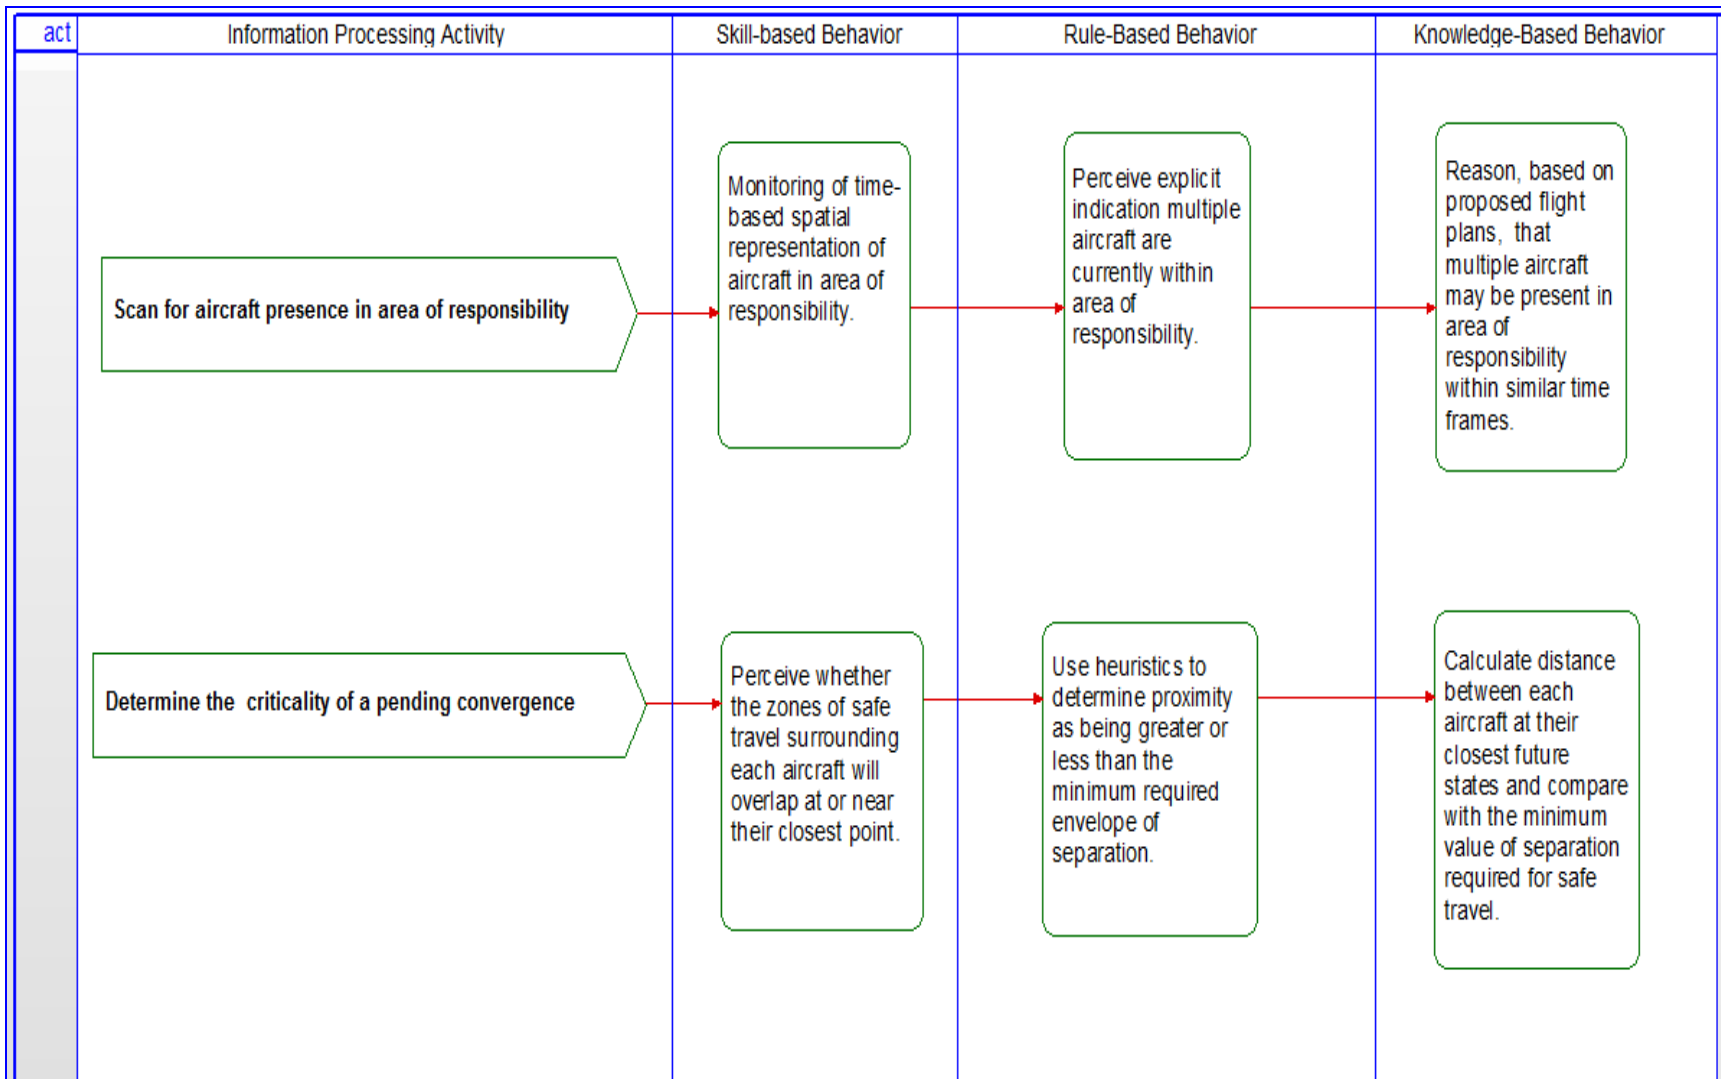 act
Information Processing Activity
Skill-based Behavior
Rule-Based Behavior
Knowledge-Based Behavior
Scan for aircraft presence in area of responsibility
Monitoring of time-
based spatial
representation of
aircraft in area of
responsibility.
Perceive explicit
indication multiple
aircraft are
currently within
area of
responsibility.
Reason, based on
proposed flight
plans, that
multiple aircraft
may be present in
area of
responsibility
within similar time
frames.
Determine the criticality of a pending convergence
Perceive whether
the zones of safe
travel surrounding
each aircraft will
overlap at or near
their closest point.
Use heuristics to
determine proximity
as being greater or
less than the
minimum required
envelope of
separation.
Calculate distance
between each
aircraft at their
closest future
states and compare
with the minimum
value of separation
required for safe
travel.